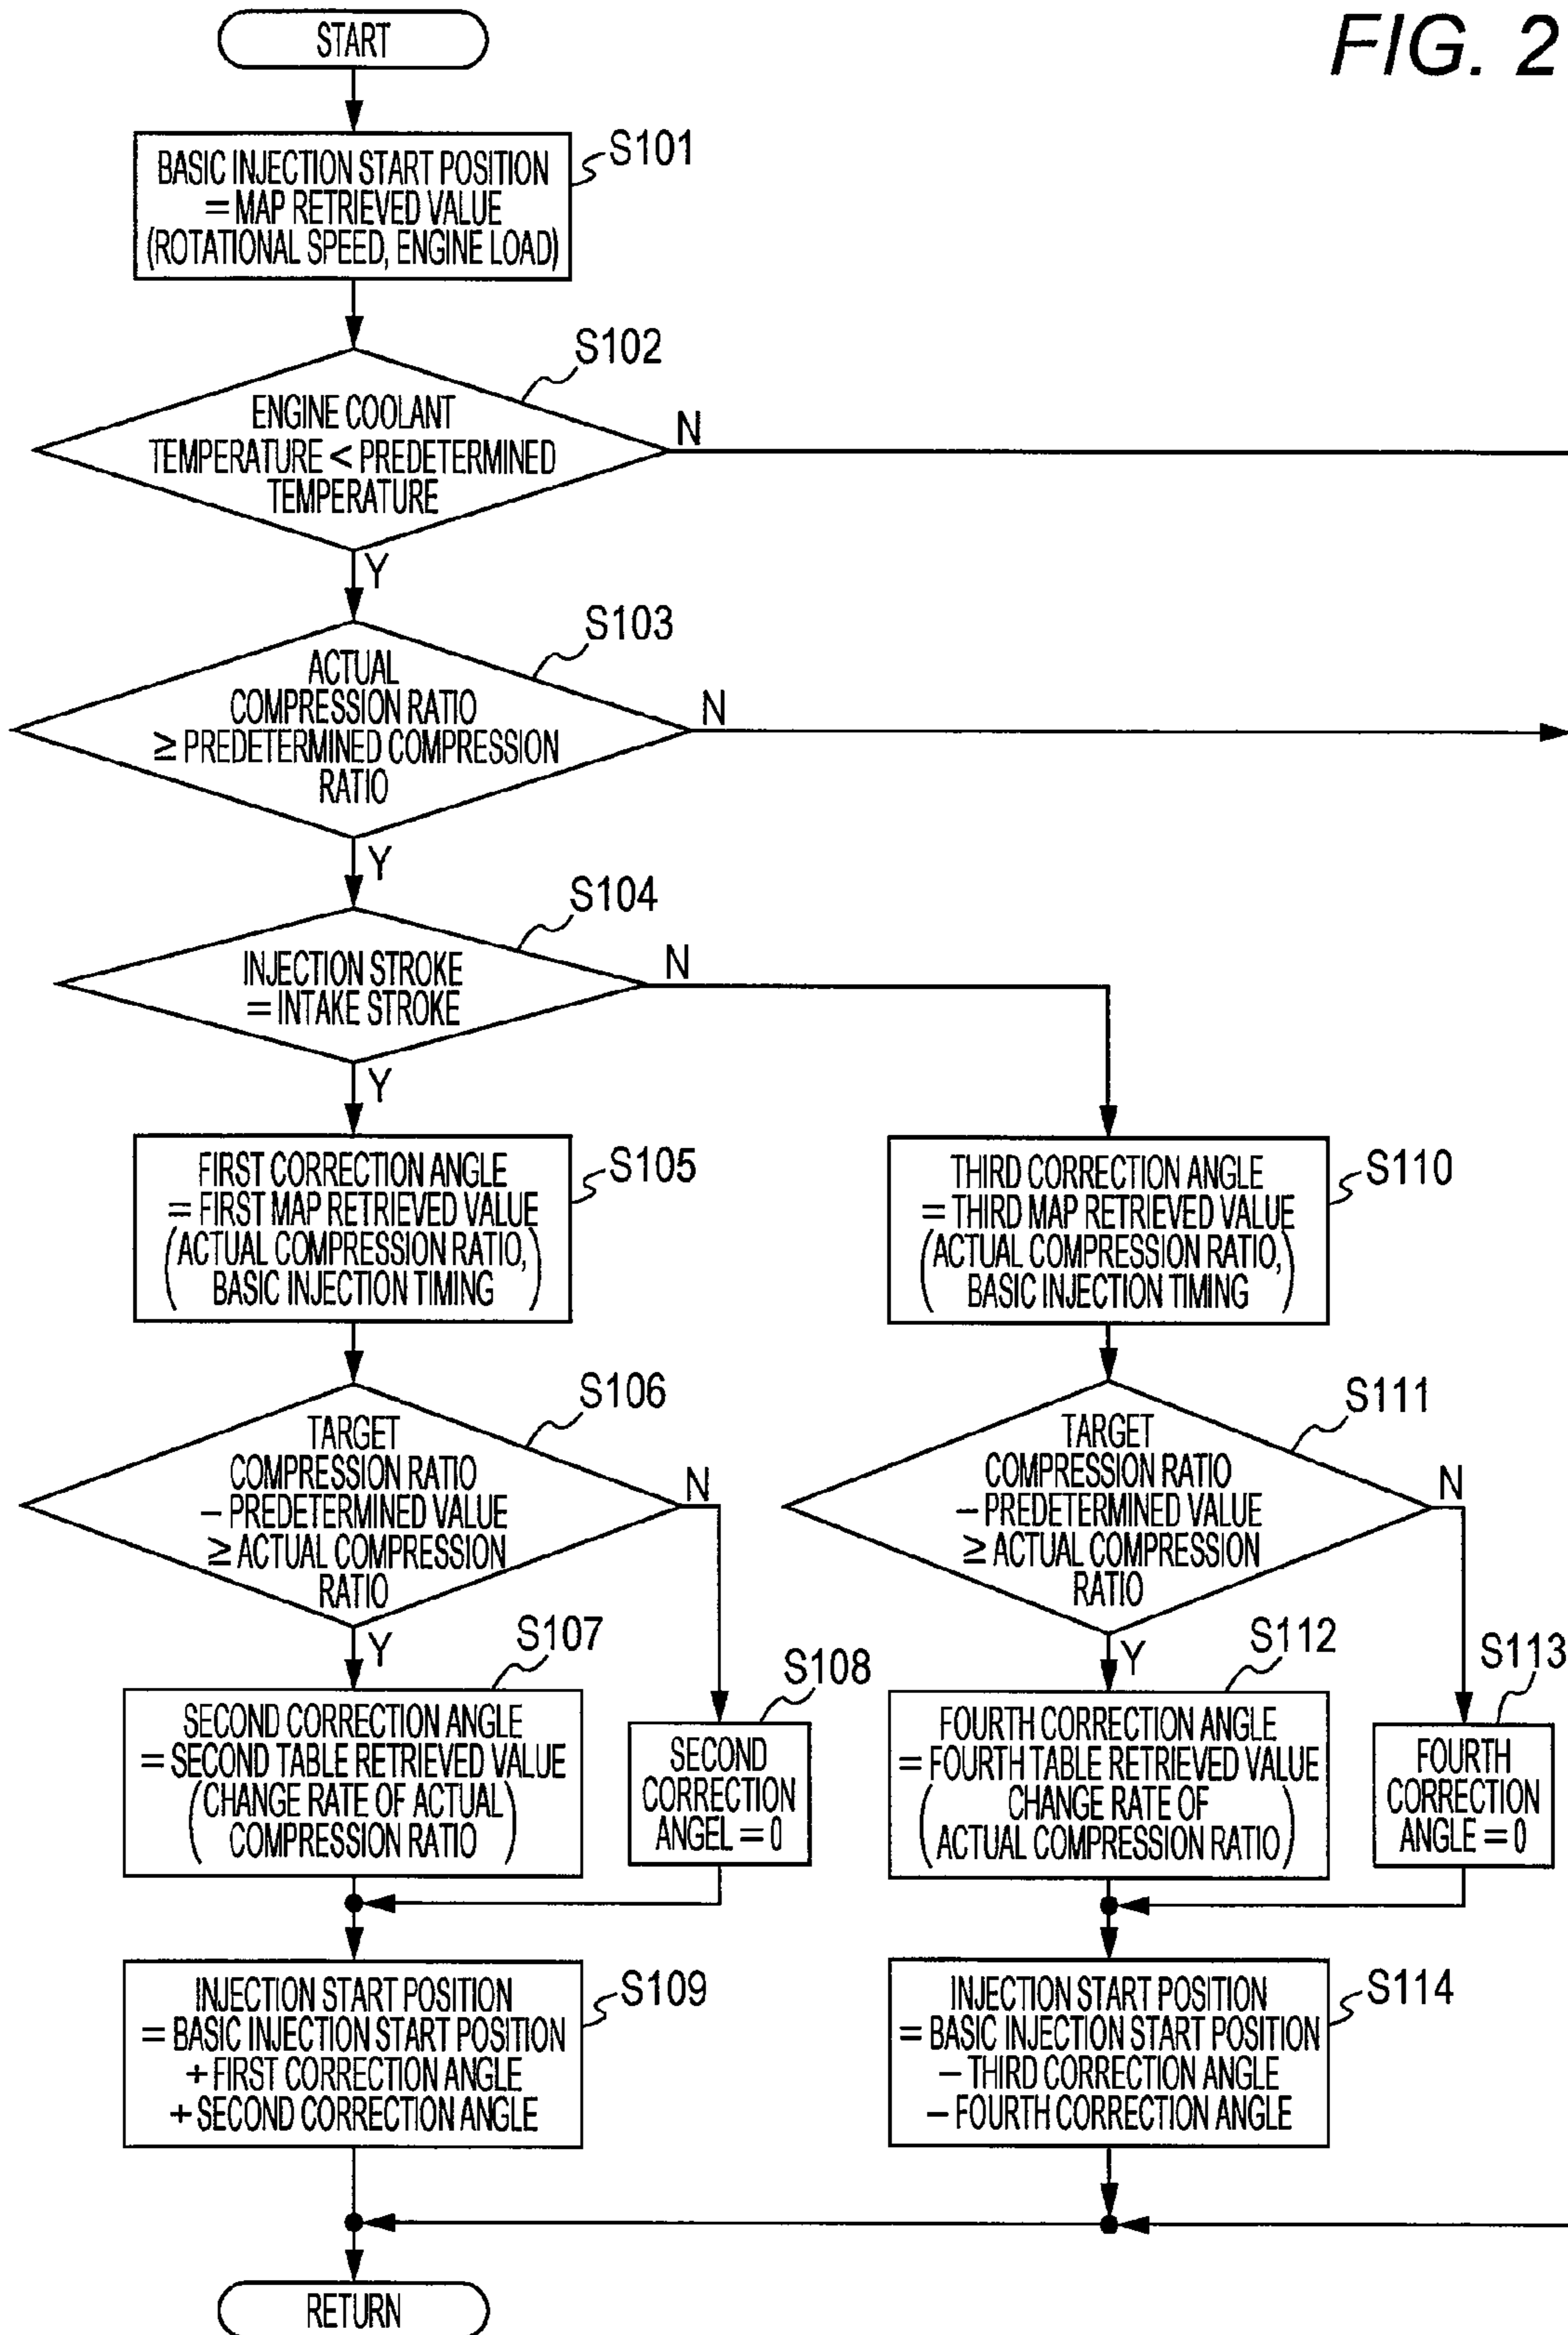 FIG. 2
START
BASIC INJECTION START POSITION
= MAP RETRIEVED VALUE
(ROTATIONAL SPEED, ENGINE LOAD)
S101
S102
ENGINE COOLANT
TEMPERATURE < PREDETERMINED
TEMPERATURE
N
Y
S103
ACTUAL
COMPRESSION RATIO
≥ PREDETERMINED COMPRESSION
RATIO
N
Y
S104
INJECTION STROKE
= INTAKE STROKE
N
Y
FIRST CORRECTION ANGLE
= FIRST MAP RETRIEVED VALUE
(ACTUAL COMPRESSION RATIO,
BASIC INJECTION TIMING)
S105
S106
TARGET
COMPRESSION RATIO
− PREDETERMINED VALUE
≥ ACTUAL COMPRESSION
RATIO
N
Y
S107
SECOND CORRECTION ANGLE
= SECOND TABLE RETRIEVED VALUE
(CHANGE RATE OF ACTUAL
COMPRESSION RATIO)
S108
SECOND
CORRECTION
ANGEL = 0
INJECTION START POSITION
= BASIC INJECTION START POSITION
+ FIRST CORRECTION ANGLE
+ SECOND CORRECTION ANGLE
S109
THIRD CORRECTION ANGLE
= THIRD MAP RETRIEVED VALUE
(ACTUAL COMPRESSION RATIO,
BASIC INJECTION TIMING)
S110
S111
TARGET
COMPRESSION RATIO
− PREDETERMINED VALUE
≥ ACTUAL COMPRESSION
RATIO
N
Y
S112
FOURTH CORRECTION ANGLE
= FOURTH TABLE RETRIEVED VALUE
(CHANGE RATE OF
ACTUAL COMPRESSION RATIO)
S113
FOURTH
CORRECTION
ANGLE = 0
INJECTION START POSITION
= BASIC INJECTION START POSITION
− THIRD CORRECTION ANGLE
− FOURTH CORRECTION ANGLE
S114
RETURN